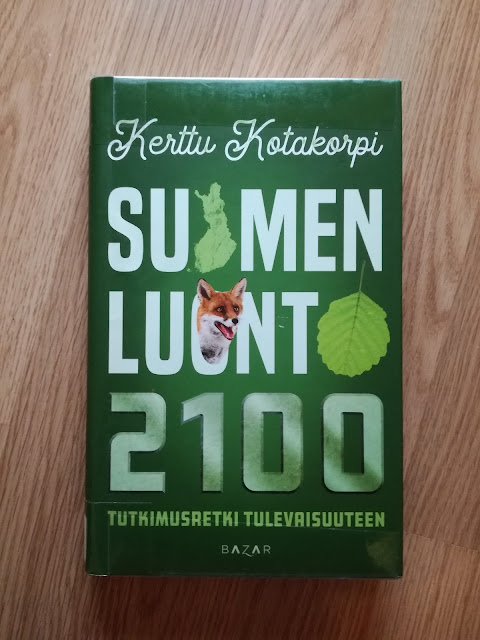 Kerttu Kotakorpi
SUOMEN
LUONTO
2100
TUTKIMUSRETKI TULEVAISUUTEEN
BAZAR